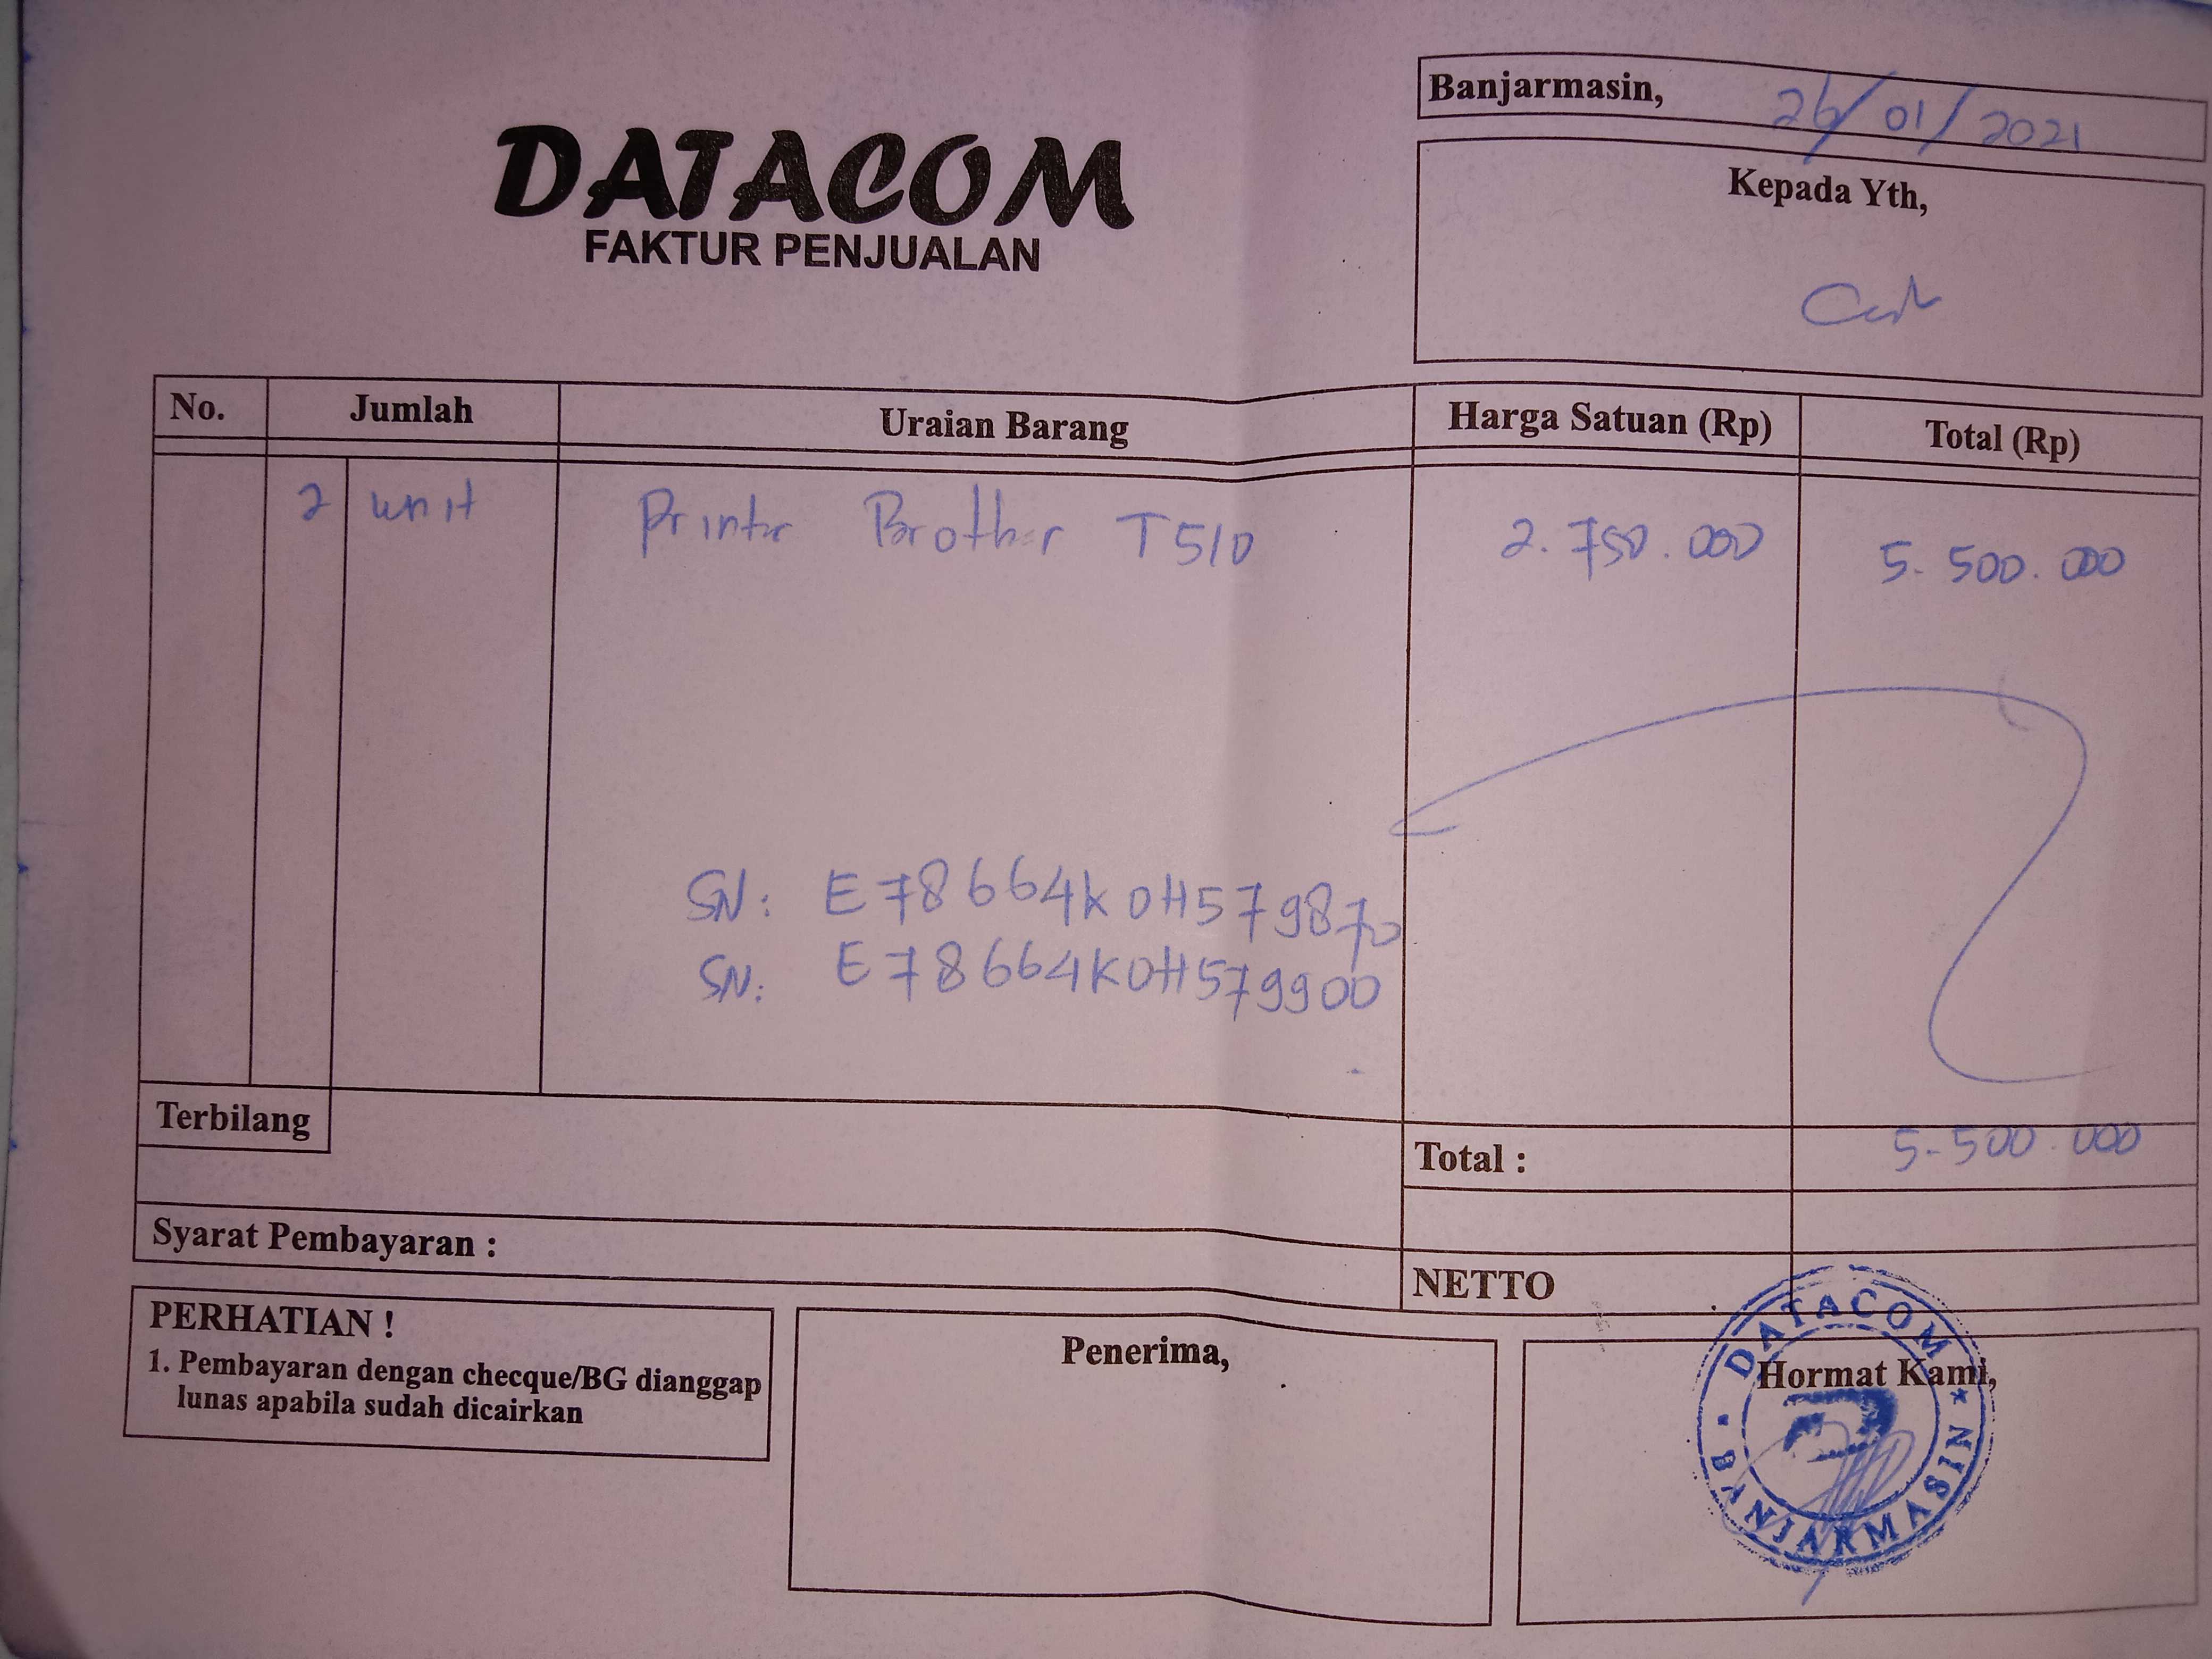 Banjarmasin, 26/01/2021
DATACOM
FAKTUR PENJUALAN
Kepada Yth,
Cash
No. Jumlah Uraian Barang Harga Satuan (Rp) Total (Rp)
2 unit Printer Brother T510 2.750.000 5.500.000
SN: E78664K0H579870
SN: E78664K0H579900
Terbilang
Total : 5.500.000
Syarat Pembayaran :
NETTO
PERHATIAN !
1. Pembayaran dengan checque/BG dianggap
lunas apabila sudah dicairkan
Penerima,
Hormat Kami,
DATACOM
BANJARMASIN